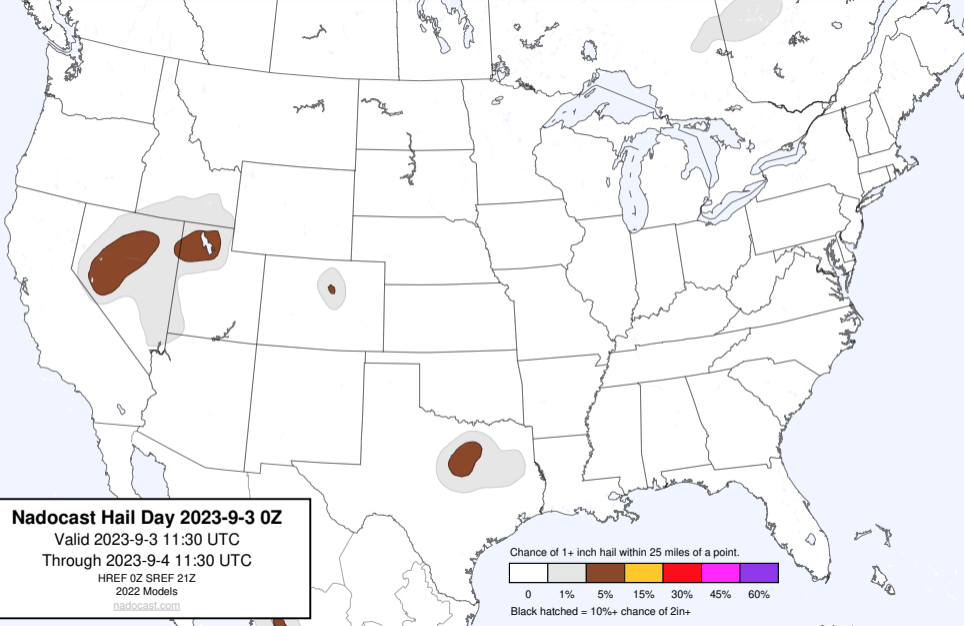 Nadocast Hail Day 2023-9-3 0Z
Valid 2023-9-3 11:30 UTC
Through 2023-9-4 11:30 UTC
HREF 0Z SREF 21Z
2022 Models
nadocast.com
Chance of 1+ inch hail within 25 miles of a point.
0 1% 5% 15% 30% 45% 60%
Black hatched = 10%+ chance of 2in+